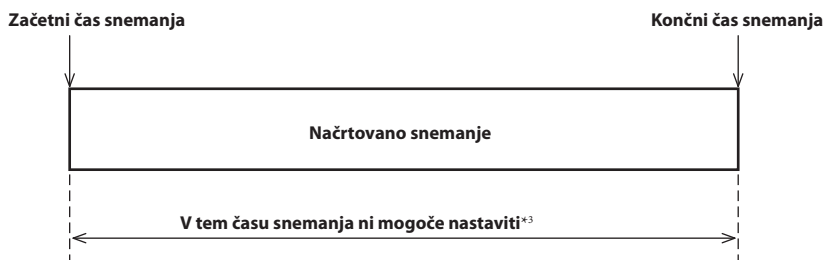 Začetni čas snemanja
Končni čas snemanja
Načrtovano snemanje
V tem času snemanja ni mogoče nastaviti*3